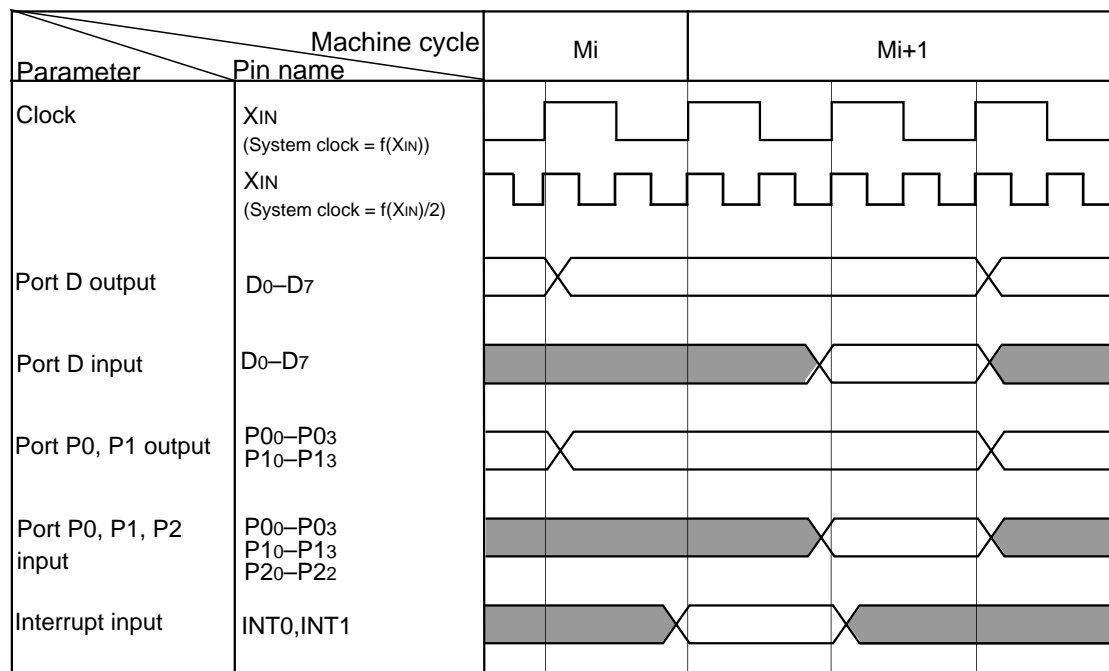 Machine cycle
Parameter
Pin name
Mi
Mi+1
Clock
XIN
(System clock = f(XIN))
XIN
(System clock = f(XIN)/2)
Port D output
D0–D7
Port D input
D0–D7
Port P0, P1 output
P00–P03
P10–P13
Port P0, P1, P2
input
P00–P03
P10–P13
P20–P22
Interrupt input
INT0,INT1